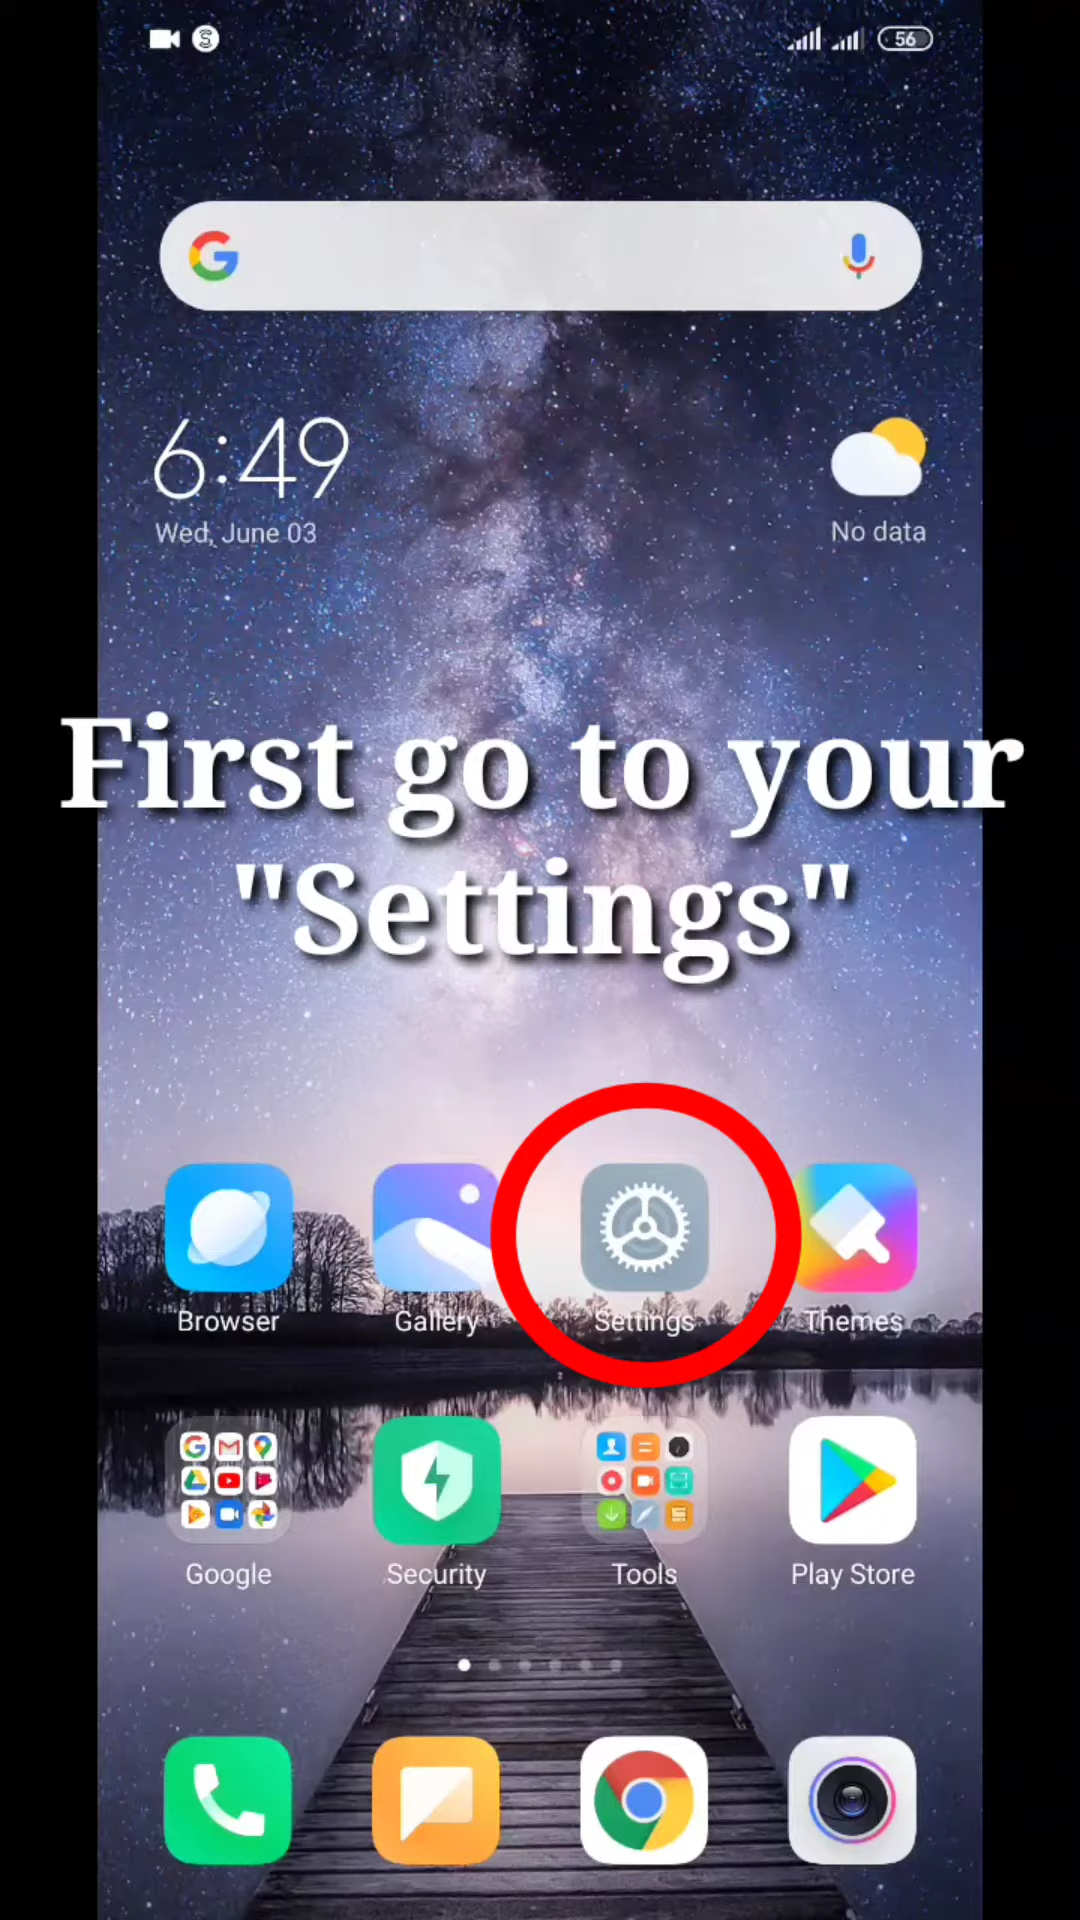 56
6:49
Wed, June 03
No data
First go to your
"Settings"
Browser
Gallery
Settings
Themes
Google
Security
Tools
Play Store